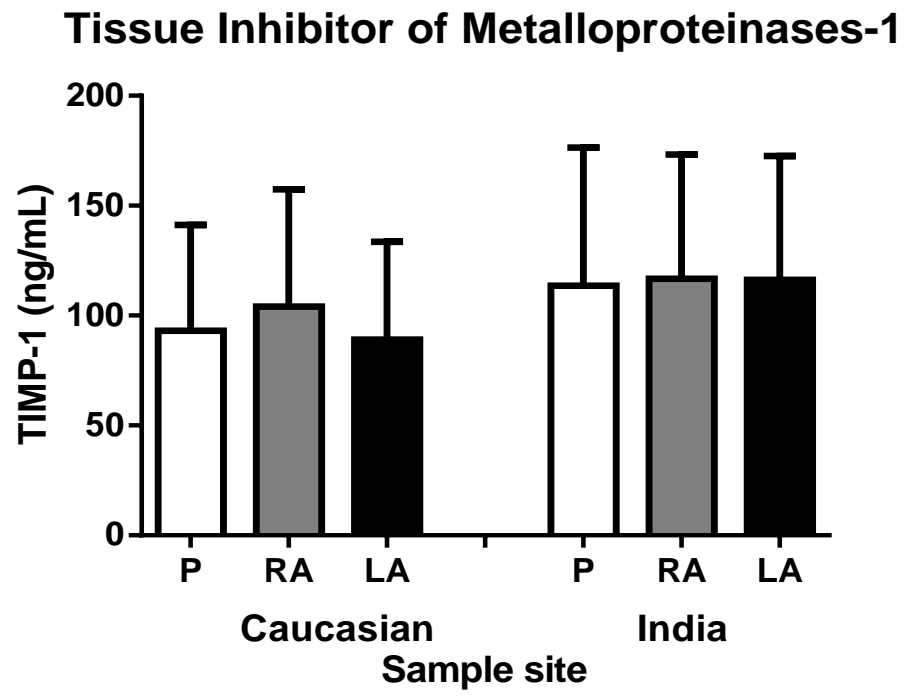 Tissue Inhibitor of Metalloproteinases-1
TIMP-1 (ng/mL)
200
150
100
50
0
P RA LA P RA LA
Caucasian India
Sample site